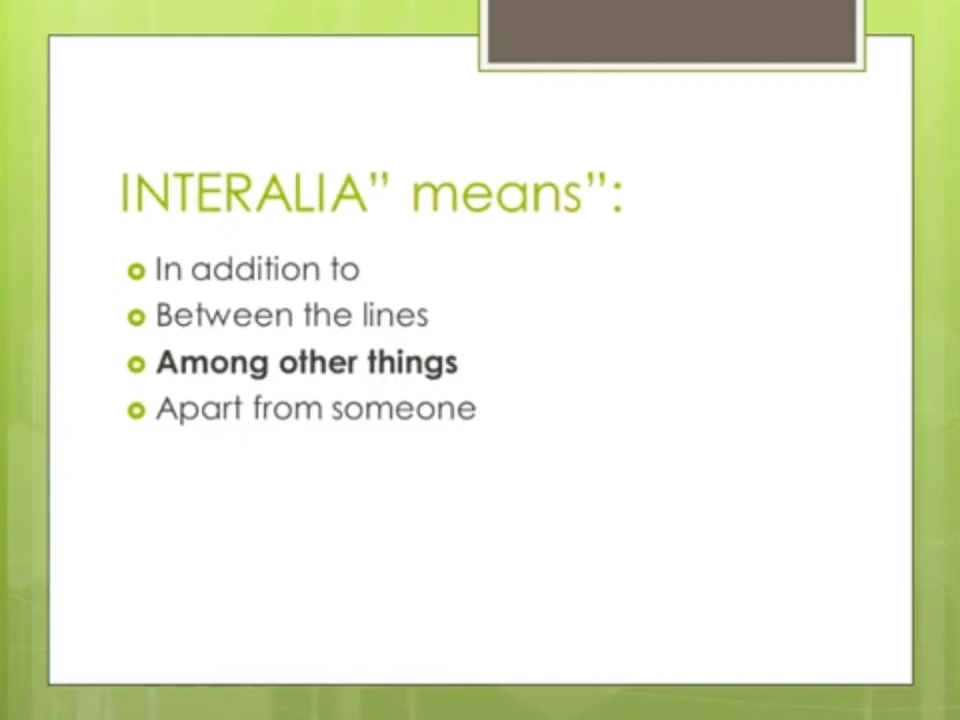 INTERALIA” means”:
In addition to
Between the lines
Among other things
Apart from someone